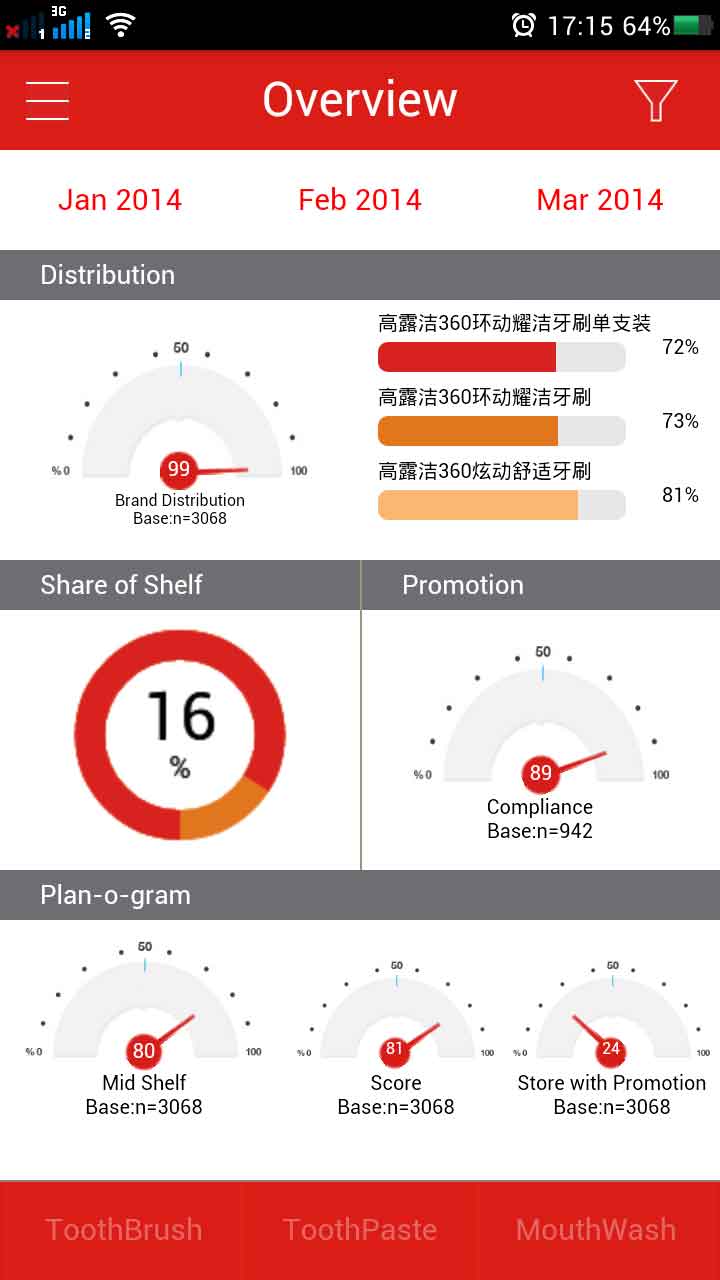 3G
1
2
17:15 64%
Overview
Jan 2014
Feb 2014
Mar 2014
Distribution
50
% 0
99
100
Brand Distribution
Base:n=3068
高露洁360环动耀洁牙刷单支装
72%
高露洁360环动耀洁牙刷
73%
高露洁360炫动舒适牙刷
81%
Share of Shelf
16
%
Promotion
50
% 0
89
100
Compliance
Base:n=942
Plan-o-gram
50
% 0
80
100
Mid Shelf
Base:n=3068
50
% 0
81
100
Score
Base:n=3068
50
% 0
24
100
Store with Promotion
Base:n=3068
ToothBrush
ToothPaste
MouthWash